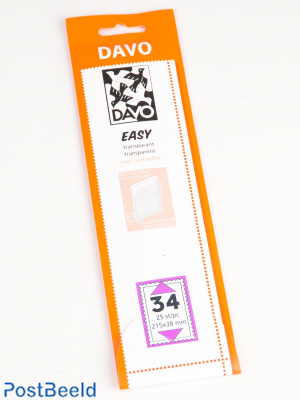 DAVO
DAVO
EASY
transparant
transparent
34
25 st/pc
215x38 mm
PostBeeld